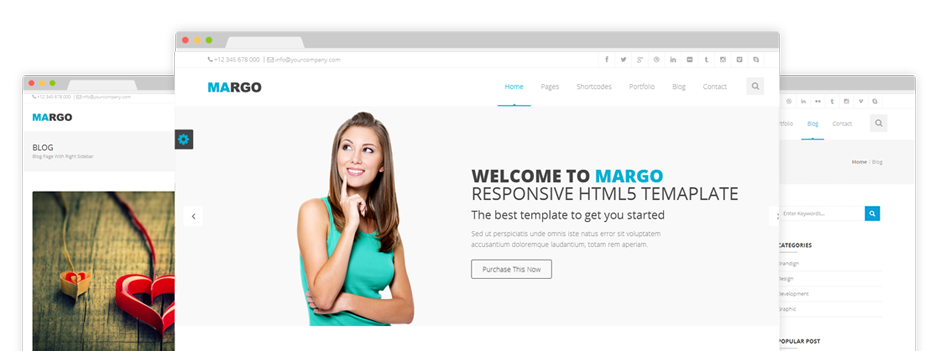 +12 345 678 000 | info@yourcompany.com
MARGO
Home Pages Shortcodes Portfolio Blog Contact
WELCOME TO MARGO
RESPONSIVE HTML5 TEMAPLATE
The best template to get you started
Sed ut perspiciatis unde omnis iste natus error sit voluptatem
accusantium doloremque laudantium, totam rem aperiam.
Purchase This Now
+12 345 678 000 | info@yourcompany.com
MARGO
BLOG
Blog Page With Right Sidebar
tfolio Blog Contact
Home / Blog
Enter Keywords...
CATEGORIES
Brandign
Design
Development
Graphic
POPULAR POST